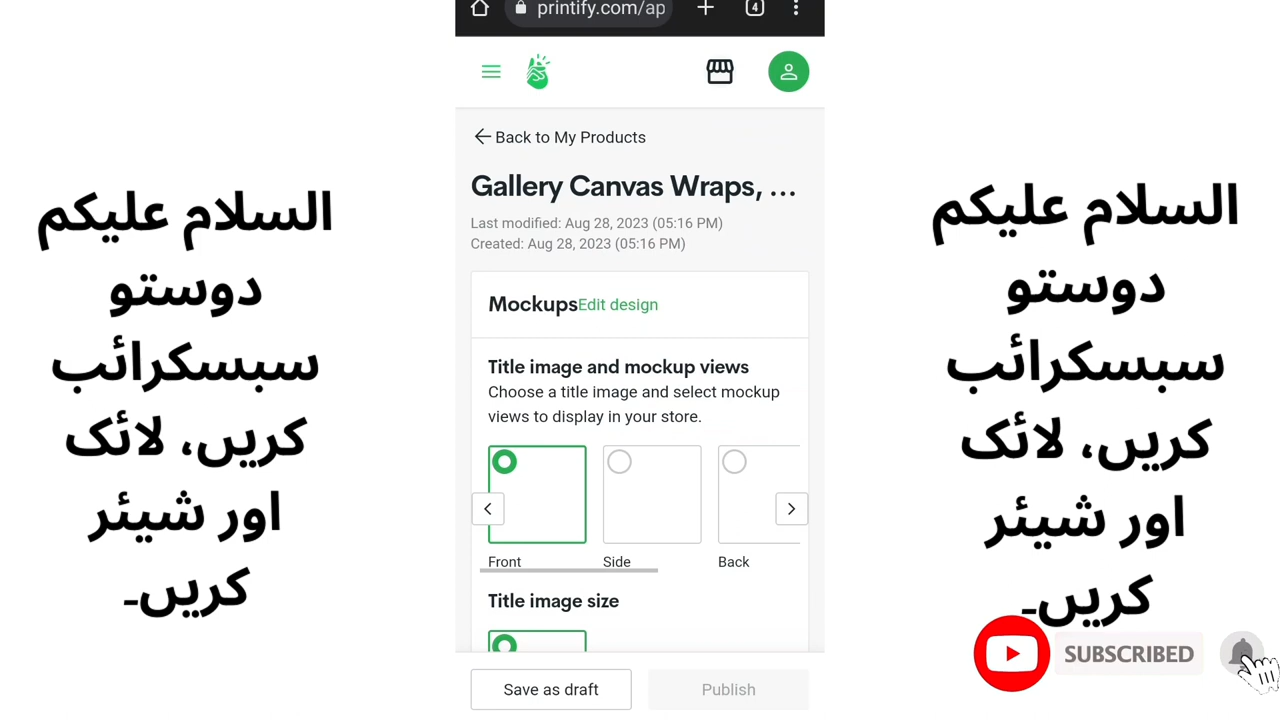 printify.com/ap
4
Back to My Products
Gallery Canvas Wraps, ...
Last modified: Aug 28, 2023 (05:16 PM)
Created: Aug 28, 2023 (05:16 PM)
Mockups Edit design
Title image and mockup views
Choose a title image and select mockup
views to display in your store.
Front Side Back
Title image size
Save as draft Publish
السلام علیکم
دوستو
سبسکرائب
کریں، لائک
اور شیئر
کریں۔
السلام علیکم
دوستو
سبسکرائب
کریں، لائک
اور شیئر
کریں۔
SUBSCRIBED